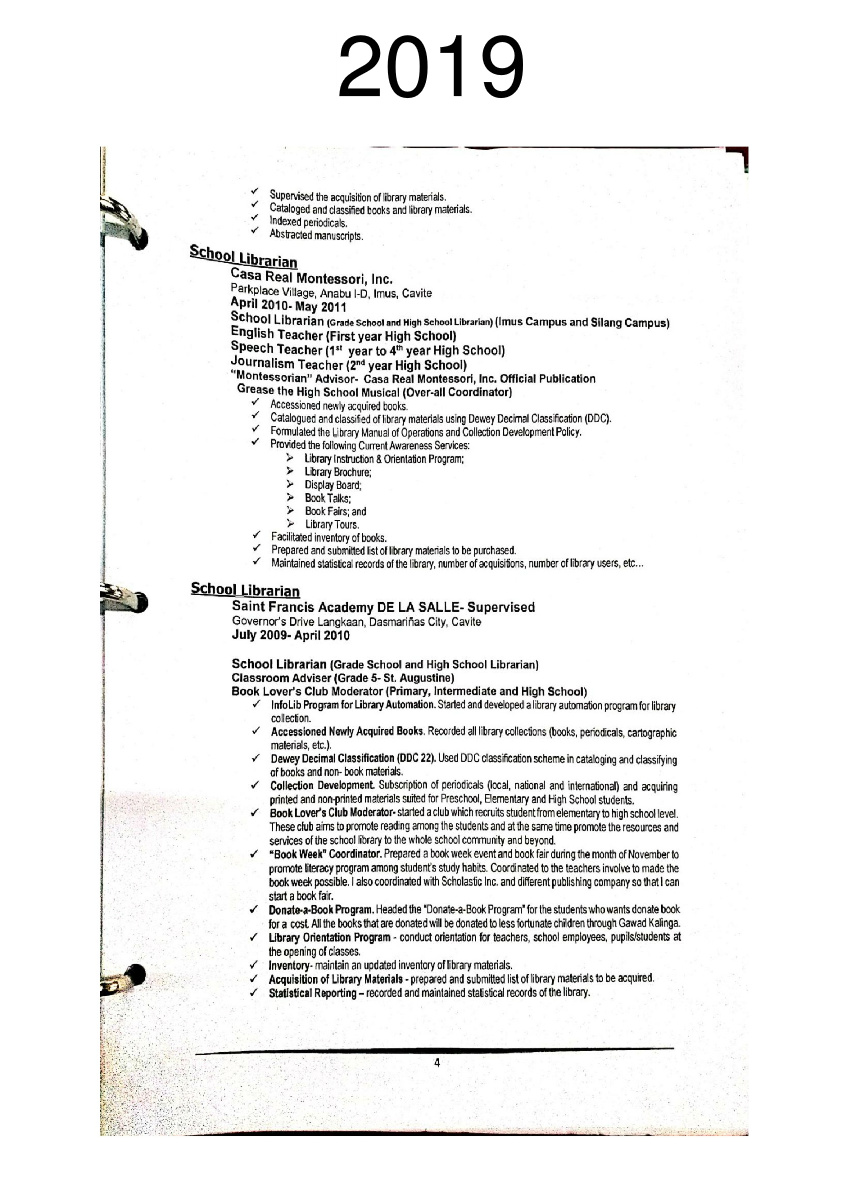 2019
✓ Supervised the acquisition of library materials.
✓ Cataloged and classified books and library materials.
✓ Indexed periodicals.
✓ Abstracted manuscripts.
School Librarian
Casa Real Montessori, Inc.
Parkplace Village, Anabu I-D, Imus, Cavite
April 2010- May 2011
School Librarian (Grade School and High School Librarian) (Imus Campus and Silang Campus)
English Teacher (First year High School)
Speech Teacher (1st year to 4th year High School)
Journalism Teacher (2nd year High School)
"Montessorian" Advisor- Casa Real Montessori, Inc. Official Publication
Grease the High School Musical (Over-all Coordinator)
✓ Accessioned newly acquired books.
✓ Catalogued and classified of library materials using Dewey Decimal Classification (DDC).
✓ Formulated the Library Manual of Operations and Collection Development Policy.
✓ Provided the following Current Awareness Services:
➢ Library Instruction & Orientation Program;
➢ Library Brochure;
➢ Display Board;
➢ Book Talks;
➢ Book Fairs; and
➢ Library Tours.
✓ Facilitated inventory of books.
✓ Prepared and submitted list of library materials to be purchased.
✓ Maintained statistical records of the library, number of acquisitions, number of library users, etc...
School Librarian
Saint Francis Academy DE LA SALLE- Supervised
Governor's Drive Langkaan, Dasmariñas City, Cavite
July 2009- April 2010
School Librarian (Grade School and High School Librarian)
Classroom Adviser (Grade 5- St. Augustine)
Book Lover's Club Moderator (Primary, Intermediate and High School)
✓ InfoLib Program for Library Automation. Started and developed a library automation program for library
collection.
✓ Accessioned Newly Acquired Books. Recorded all library collections (books, periodicals, cartographic
materials, etc.).
✓ Dewey Decimal Classification (DDC 22). Used DDC classification scheme in cataloging and classifying
of books and non- book materials.
✓ Collection Development. Subscription of periodicals (local, national and international) and acquiring
printed and non-printed materials suited for Preschool, Elementary and High School students.
✓ Book Lover's Club Moderator- started a club which recruits student from elementary to high school level.
These club aims to promote reading among the students and at the same time promote the resources and
services of the school library to the whole school community and beyond.
✓ "Book Week" Coordinator. Prepared a book week event and book fair during the month of November to
promote literacy program among student's study habits. Coordinated to the teachers involve to made the
book week possible. I also coordinated with Scholastic Inc. and different publishing company so that I can
start a book fair.
✓ Donate-a-Book Program. Headed the "Donate-a-Book Program" for the students who wants donate book
for a cost. All the books that are donated will be donated to less fortunate children through Gawad Kalinga.
✓ Library Orientation Program - conduct orientation for teachers, school employees, pupils/students at
the opening of classes.
✓ Inventory- maintain an updated inventory of library materials.
✓ Acquisition of Library Materials - prepared and submitted list of library materials to be acquired.
✓ Statistical Reporting – recorded and maintained statistical records of the library.
4